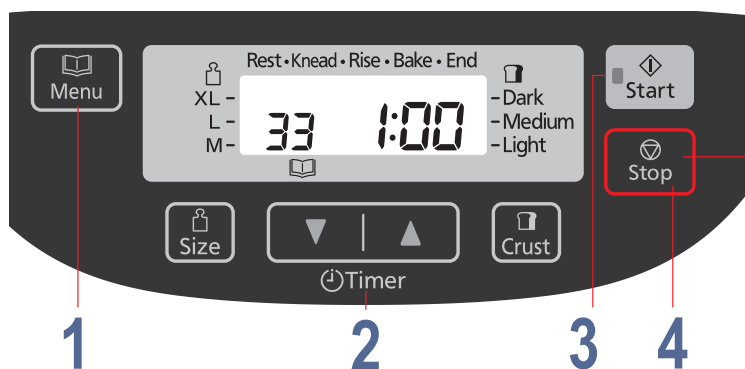 Menu
Rest • Knead • Rise • Bake • End
XL –
L –
M –
33 1:00
– Dark
– Medium
– Light
Start
Stop
Size
Timer
Crust
1
2
3
4